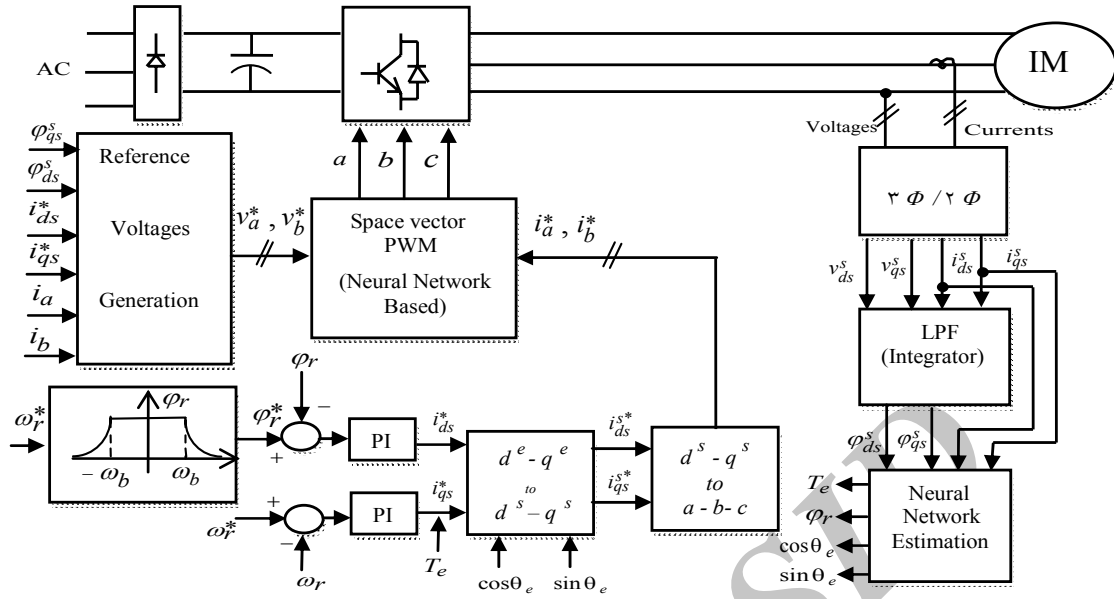 AC
IM
Voltages
Currents
a b c
φ^s_qs
φ^s_ds
i^*_ds
i^*_qs
i_a
i_b
Reference
Voltages
Generation
v^*_a , v^*_b
Space vector
PWM
(Neural Network
Based)
i^*_a , i^*_b
۳ Φ / ۲ Φ
v^s_ds v^s_qs i^s_ds i^s_qs
LPF
(Integrator)
φ^s_ds φ^s_qs
Neural
Network
Estimation
T_e
φ_r
cosθ_e
sinθ_e
ω^*_r
φ_r
- ω_b ω_b
φ^*_r
φ_r
−
+
PI
i^*_ds
ω^*_r
+
−
ω_r
PI
i^*_qs
T_e
d^e - q^e
to
d^s – q^s
cosθ_e sinθ_e
i^s*_ds
i^s*_qs
d^s - q^s
to
a - b - c
SID